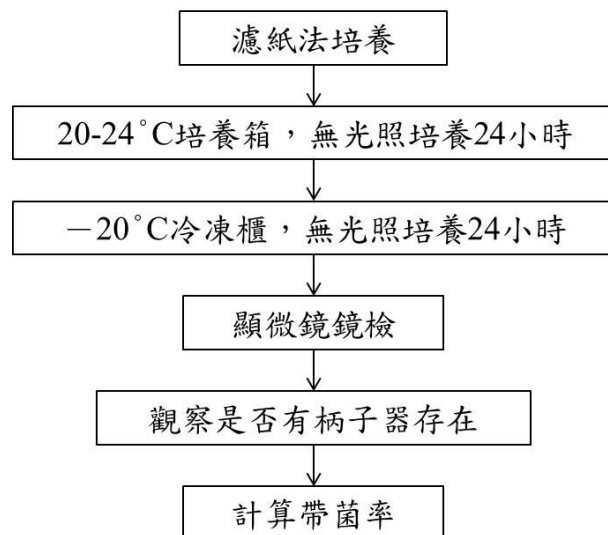 濾紙法培養
20-24°C培養箱，無光照培養24小時
－20°C冷凍櫃，無光照培養24小時
顯微鏡鏡檢
觀察是否有柄子器存在
計算帶菌率